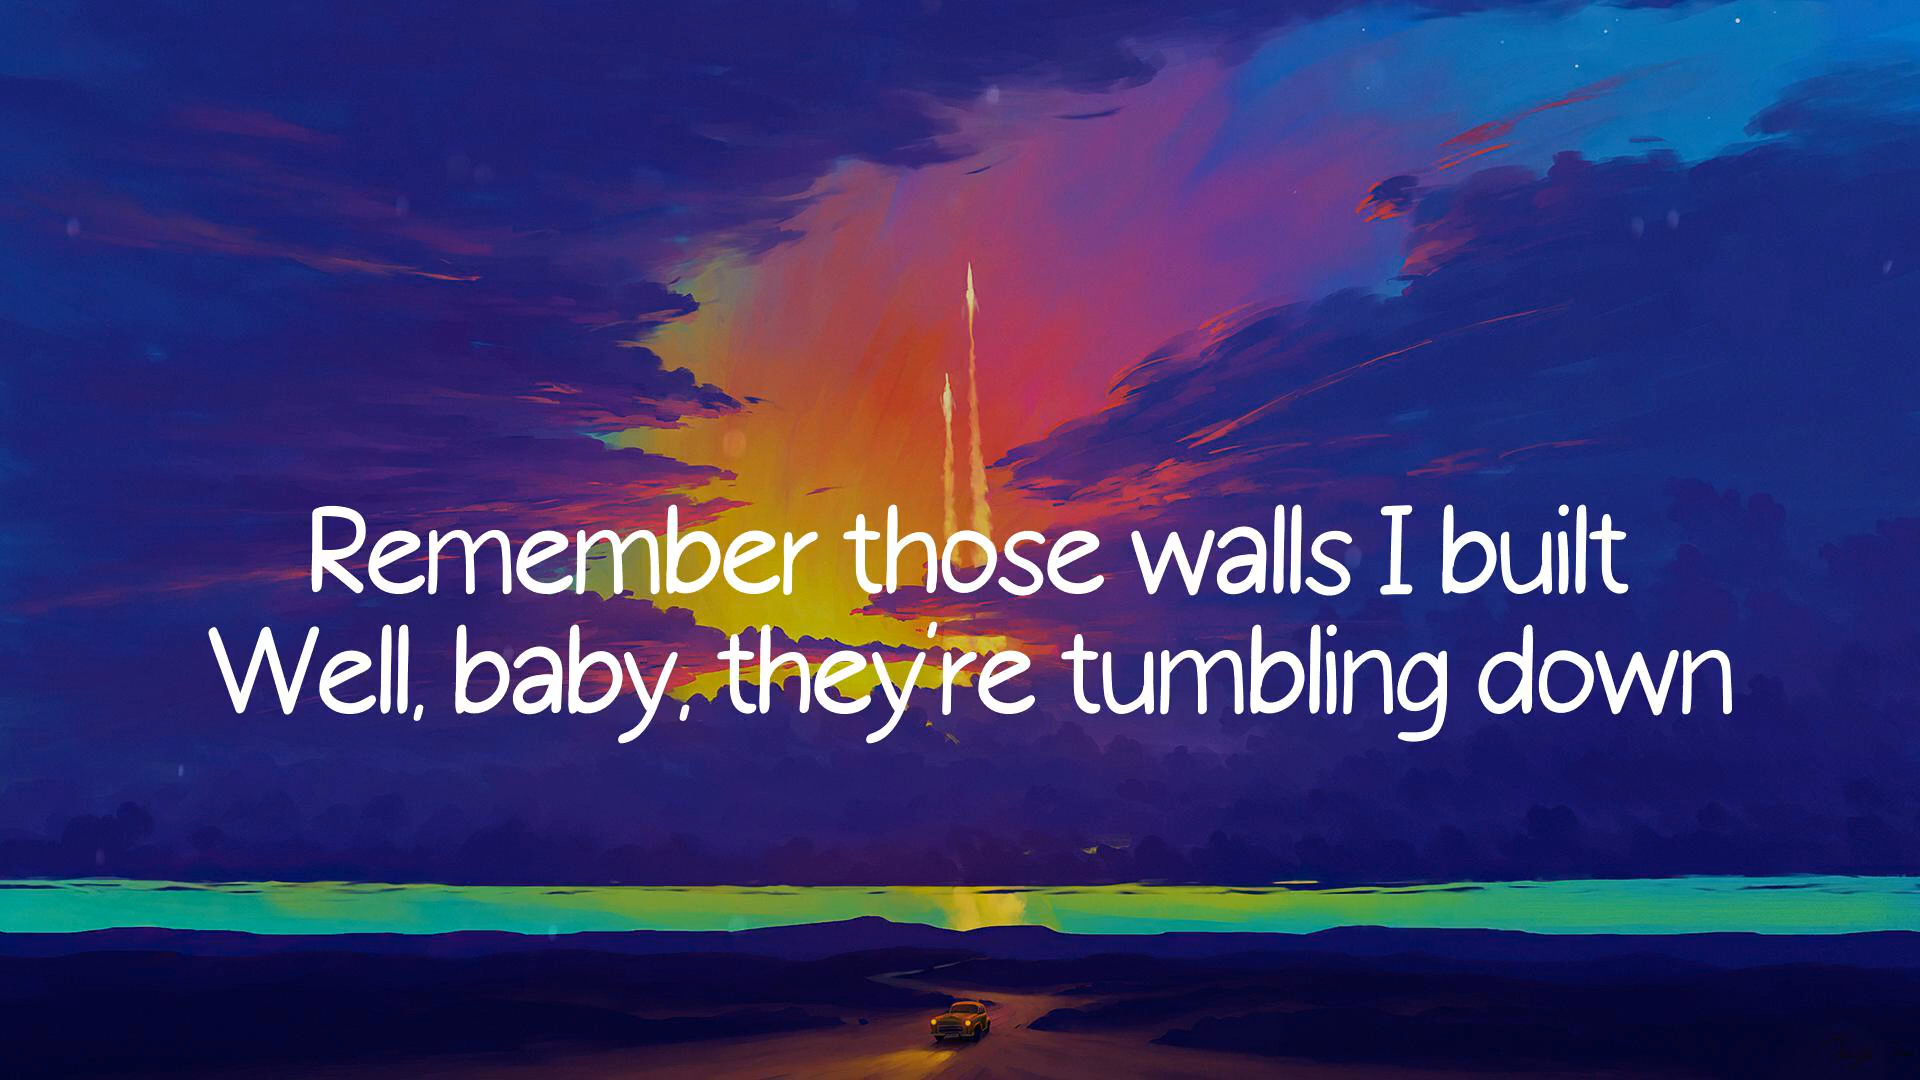 Remember those walls I built
Well, baby, they're tumbling down